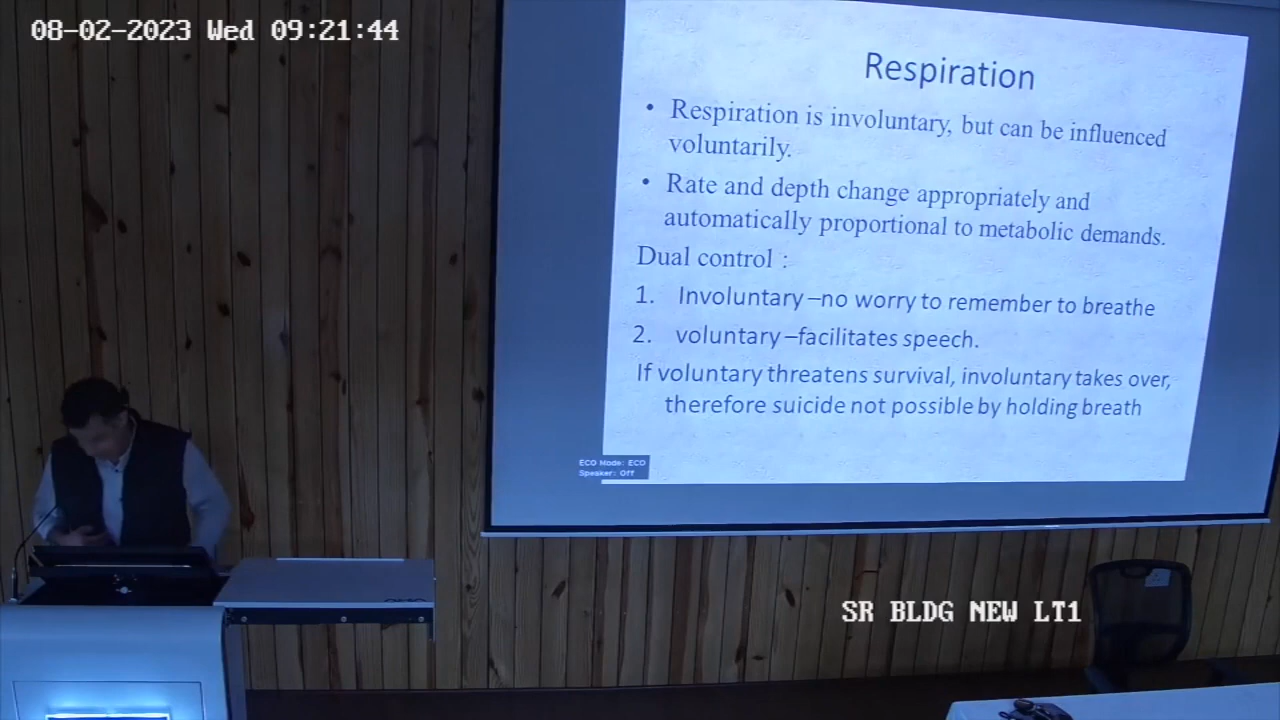 08-02-2023 Wed 09:21:44
Respiration
• Respiration is involuntary, but can be influenced
voluntarily.
• Rate and depth change appropriately and
automatically proportional to metabolic demands.
Dual control :
1. Involuntary –no worry to remember to breathe
2. voluntary –facilitates speech.
If voluntary threatens survival, involuntary takes over,
therefore suicide not possible by holding breath
ECO Mode: ECO
Speaker: Off
SR BLDG NEW LT1